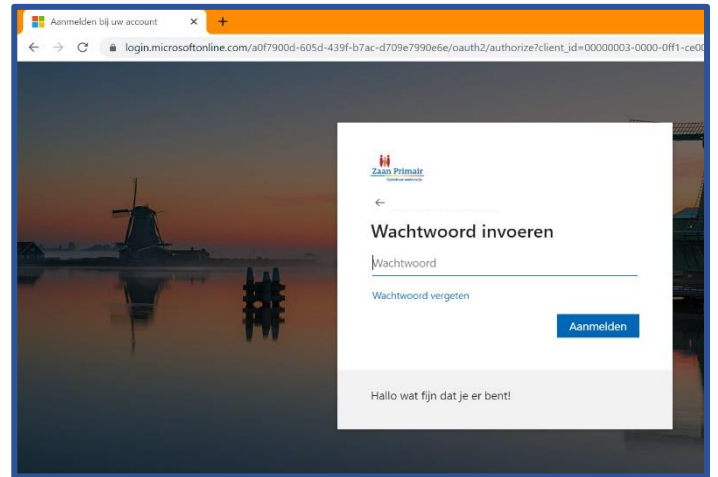 Aanmelden bij uw account
login.microsoftonline.com/a0f7900d-605d-439f-b7ac-d709e7990e6e/oauth2/authorize?client_id=00000003-0000-0ff1-ce00
Zaan Primair
Wachtwoord invoeren
Wachtwoord
Wachtwoord vergeten
Aanmelden
Hallo wat fijn dat je er bent!